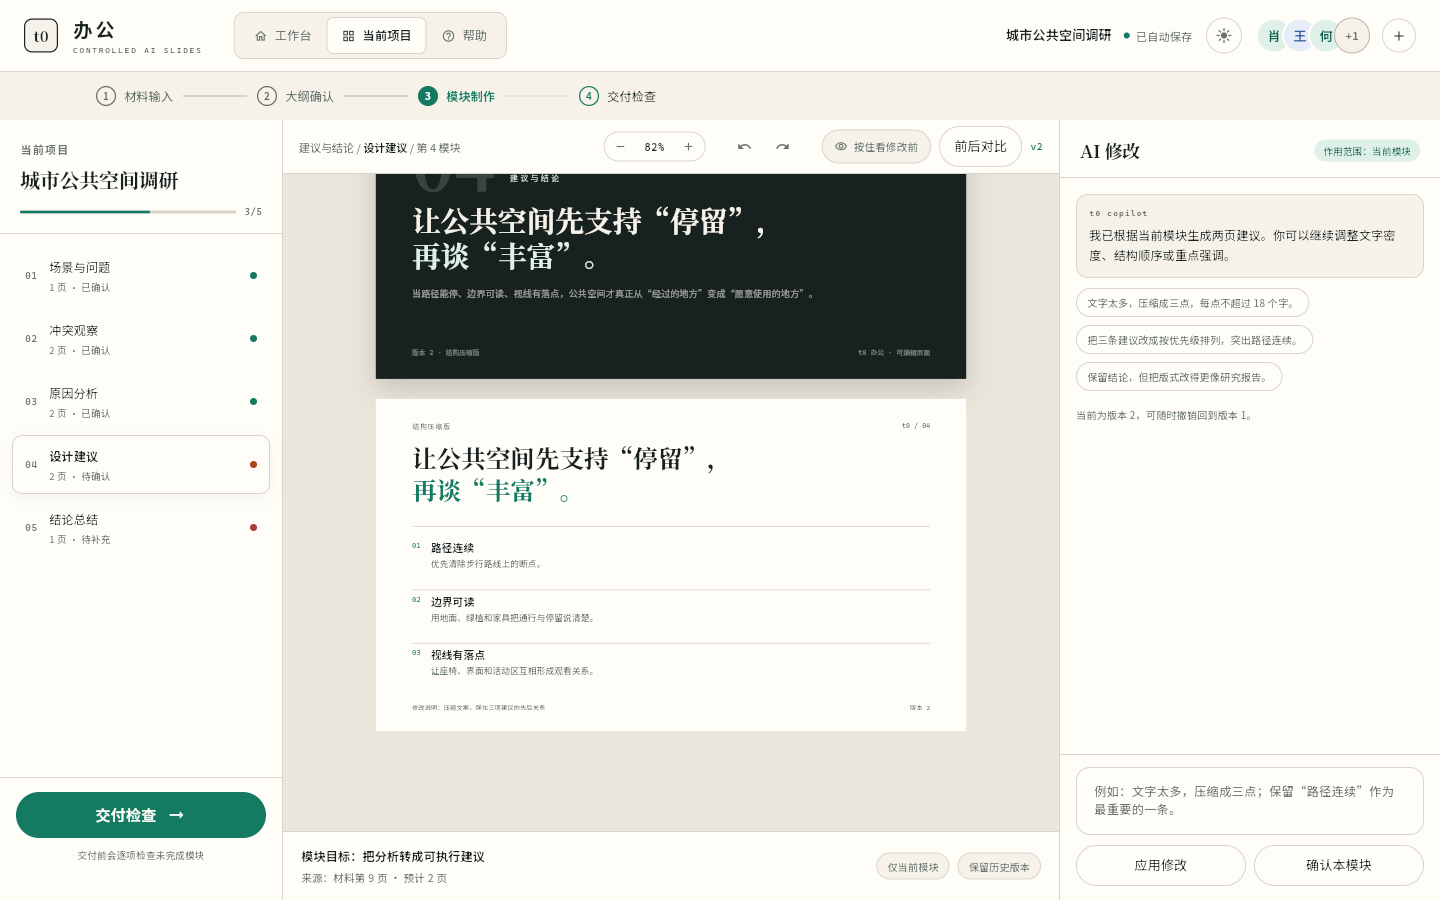 t0
办公
CONTROLLED AI SLIDES
工作台
当前项目
帮助
城市公共空间调研
已自动保存
肖
王
何
+1
+
1 材料输入
2 大纲确认
3 模块制作
4 交付检查
当前项目
城市公共空间调研
3/5
01 场景与问题
1 页 · 已确认
02 冲突观察
2 页 · 已确认
03 原因分析
2 页 · 已确认
04 设计建议
2 页 · 待确认
05 结论总结
1 页 · 待补充
交付检查 →
交付前会逐项检查未完成模块
建议与结论 / 设计建议 / 第 4 模块
− 82% +
按住看修改前
前后对比
v2
04 建议与结论
让公共空间先支持“停留”，
再谈“丰富”。
当路径能停、边界可读、视线有落点，公共空间才真正从“经过的地方”变成“愿意使用的地方”。
版本 2 · 结构压缩版
t0 办公 · 可编辑页面
结构压缩版
t0 / 04
让公共空间先支持“停留”，
再谈“丰富”。
01 路径连续
优先清除步行路线上的断点。
02 边界可读
用地面、绿植和家具把通行与停留说清楚。
03 视线有落点
让座椅、界面和活动区互相形成观看关系。
修改说明：压缩文案，强化三项建议的先后关系
版本 2
模块目标：把分析转成可执行建议
来源：材料第 9 页 · 预计 2 页
仅当前模块
保留历史版本
AI 修改
作用范围：当前模块
t0 copilot
我已根据当前模块生成两页建议。你可以继续调整文字密
度、结构顺序或重点强调。
文字太多，压缩成三点，每点不超过 18 个字。
把三条建议改成按优先级排列，突出路径连续。
保留结论，但把版式改得更像研究报告。
当前为版本 2，可随时撤销回到版本 1。
例如：文字太多，压缩成三点；保留“路径连续”作为
最重要的一条。
应用修改
确认本模块